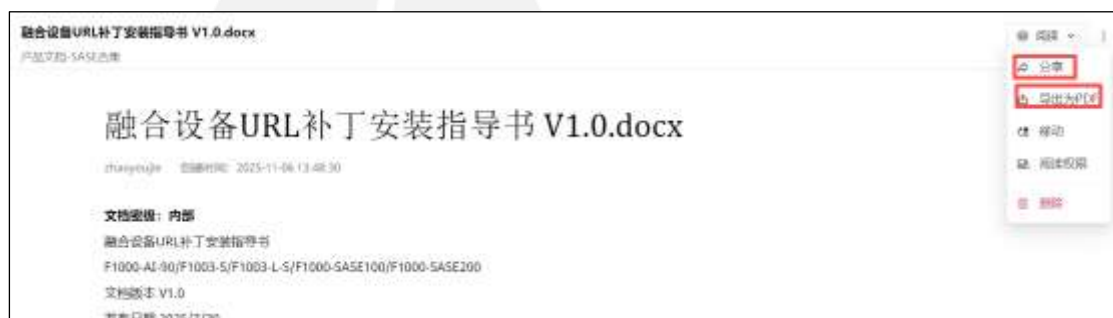 融合设备URL补丁安装指导书 V1.0.docx
产品文档-SASE合集
阅读
分享
导出为PDF
移动
阅读权限
删除
融合设备URL补丁安装指导书 V1.0.docx
zhaoyoujie 创建时间: 2025-11-06 13:48:30
文档密级：内部
融合设备URL补丁安装指导书
F1000-AI-90/F1003-S/F1003-L-S/F1000-SASE100/F1000-SASE200
文档版本 V1.0